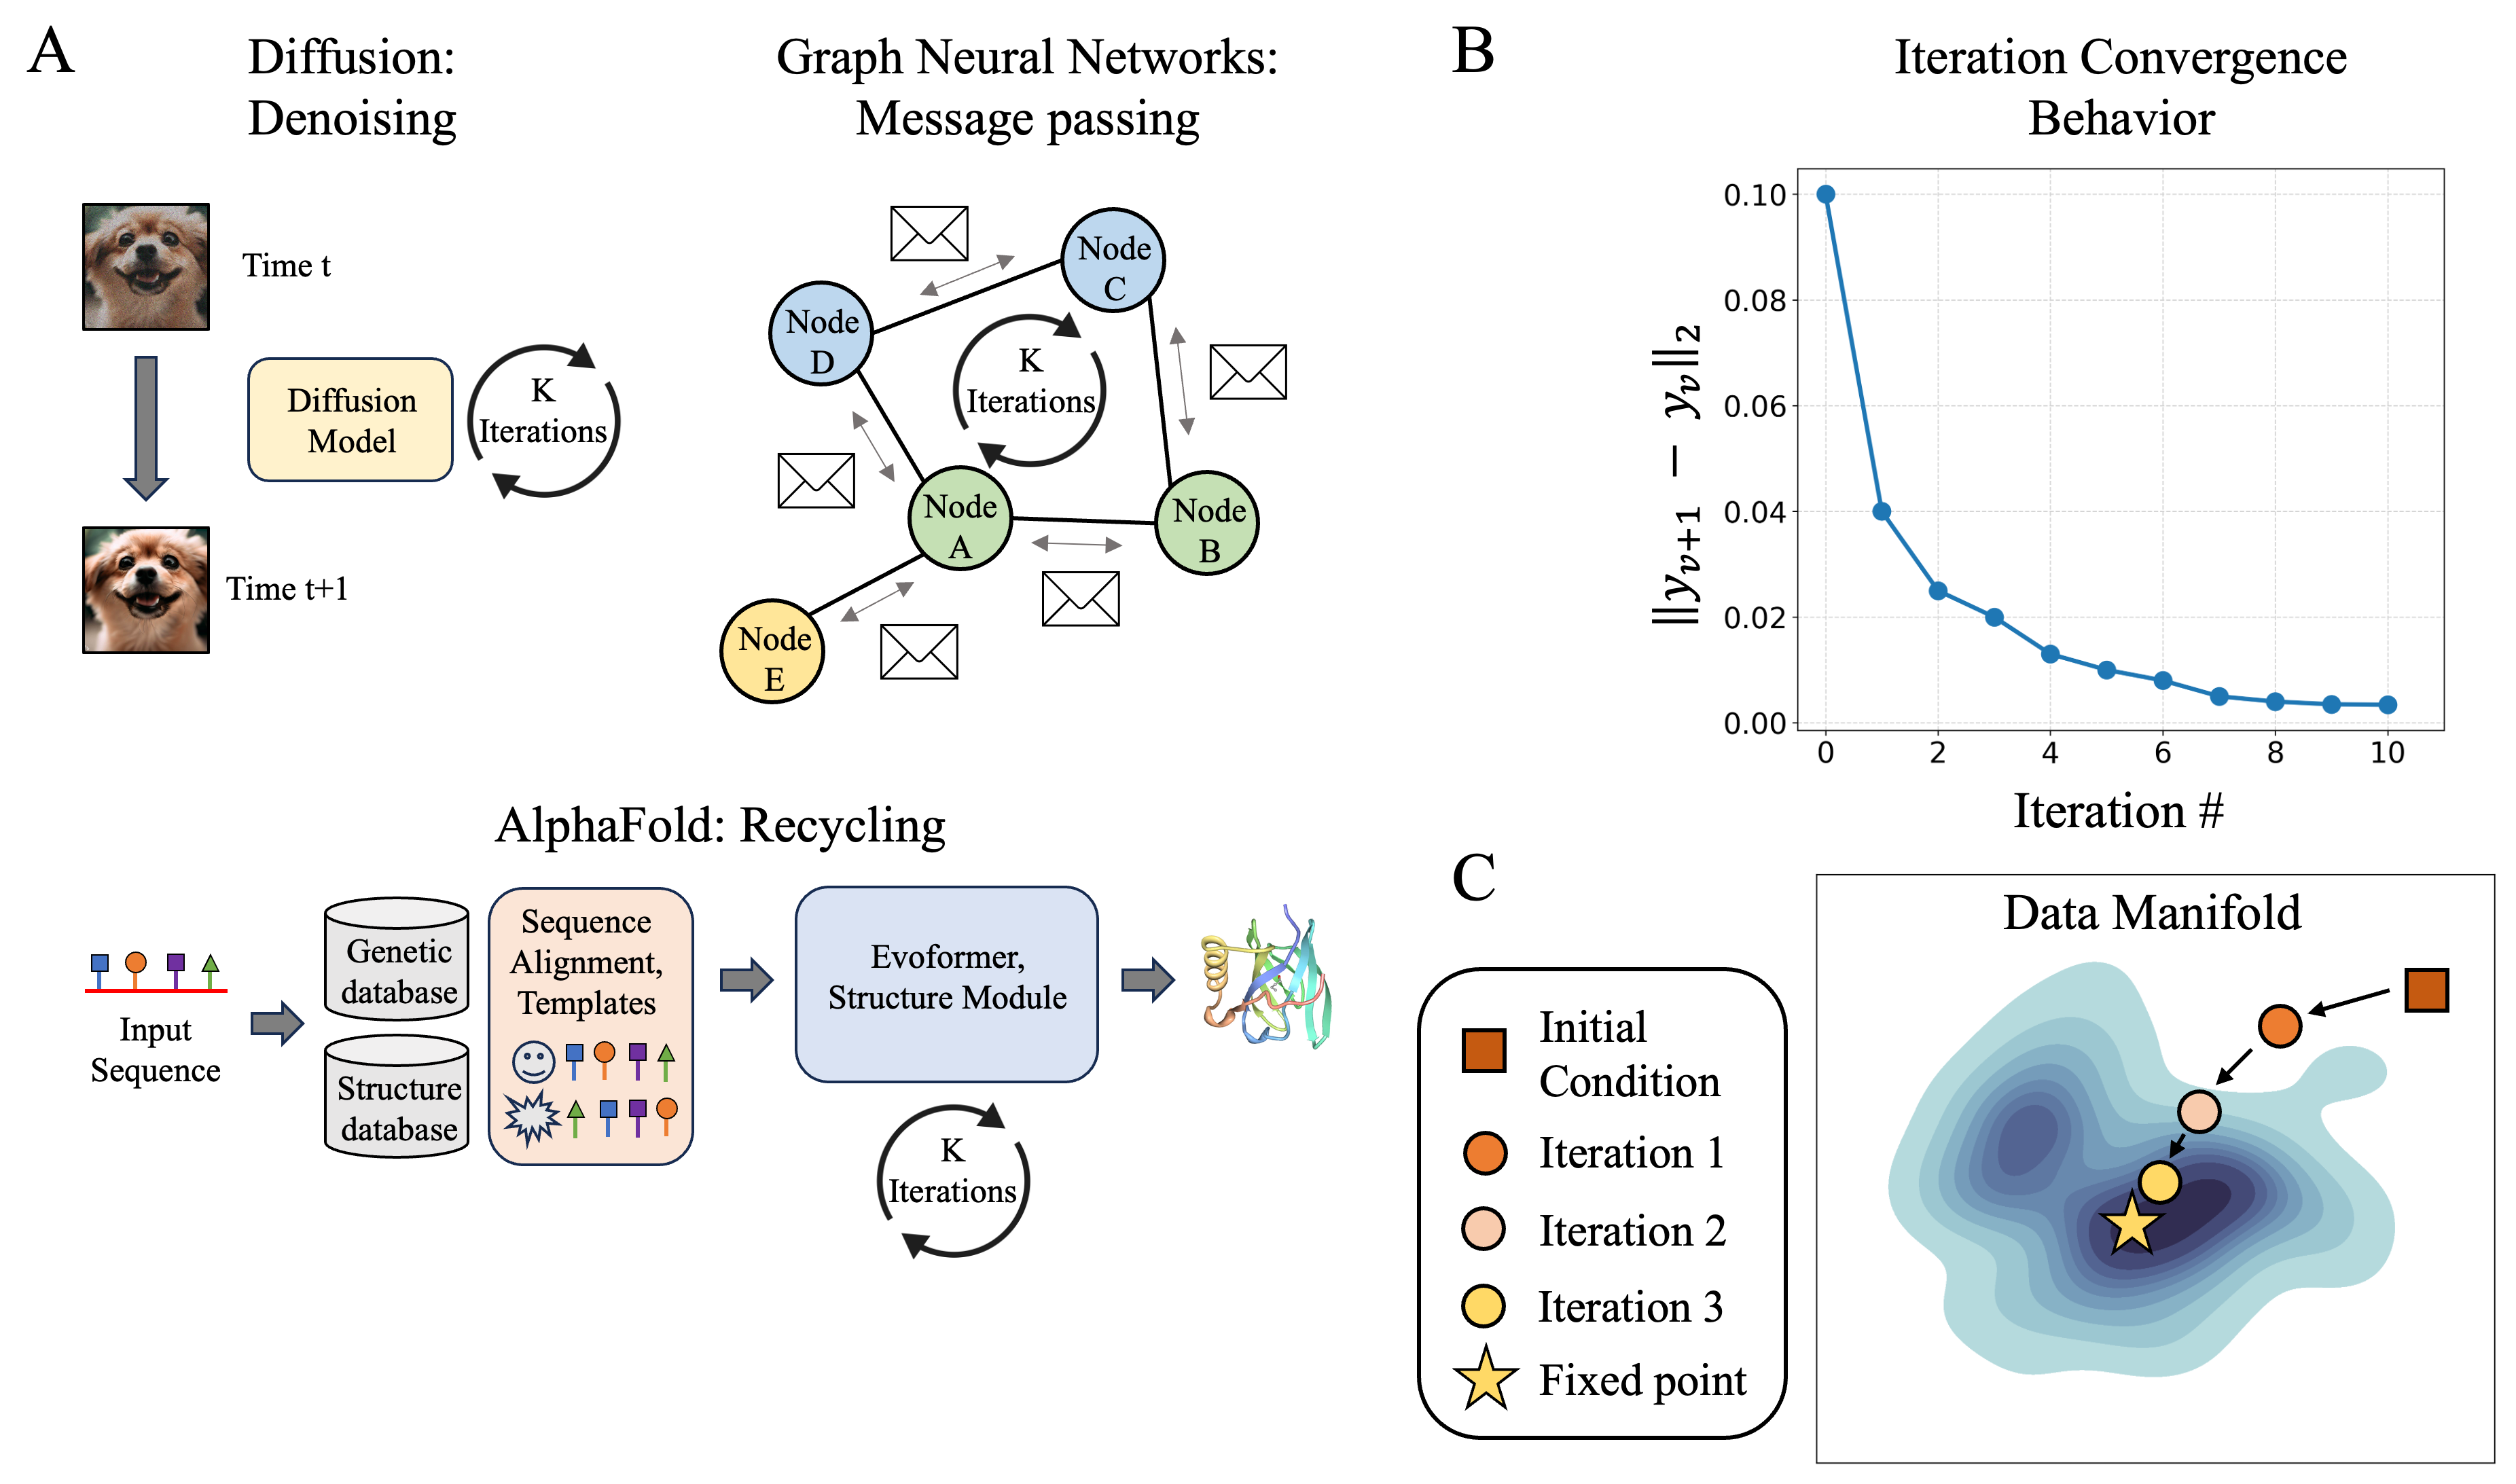 A
Diffusion:
Denoising
Time t
Diffusion
Model
K
Iterations
Time t+1
Graph Neural Networks:
Message passing
Node
C
Node
D
K
Iterations
Node
A
Node
B
Node
E
AlphaFold: Recycling
Input
Sequence
Genetic
database
Structure
database
Sequence
Alignment,
Templates
Evoformer,
Structure Module
K
Iterations
B
Iteration Convergence
Behavior
||y_{v+1} − y_v||_2
0.10
0.08
0.06
0.04
0.02
0.00
0 2 4 6 8 10
Iteration #
C
Initial
Condition
Iteration 1
Iteration 2
Iteration 3
Fixed point
Data Manifold